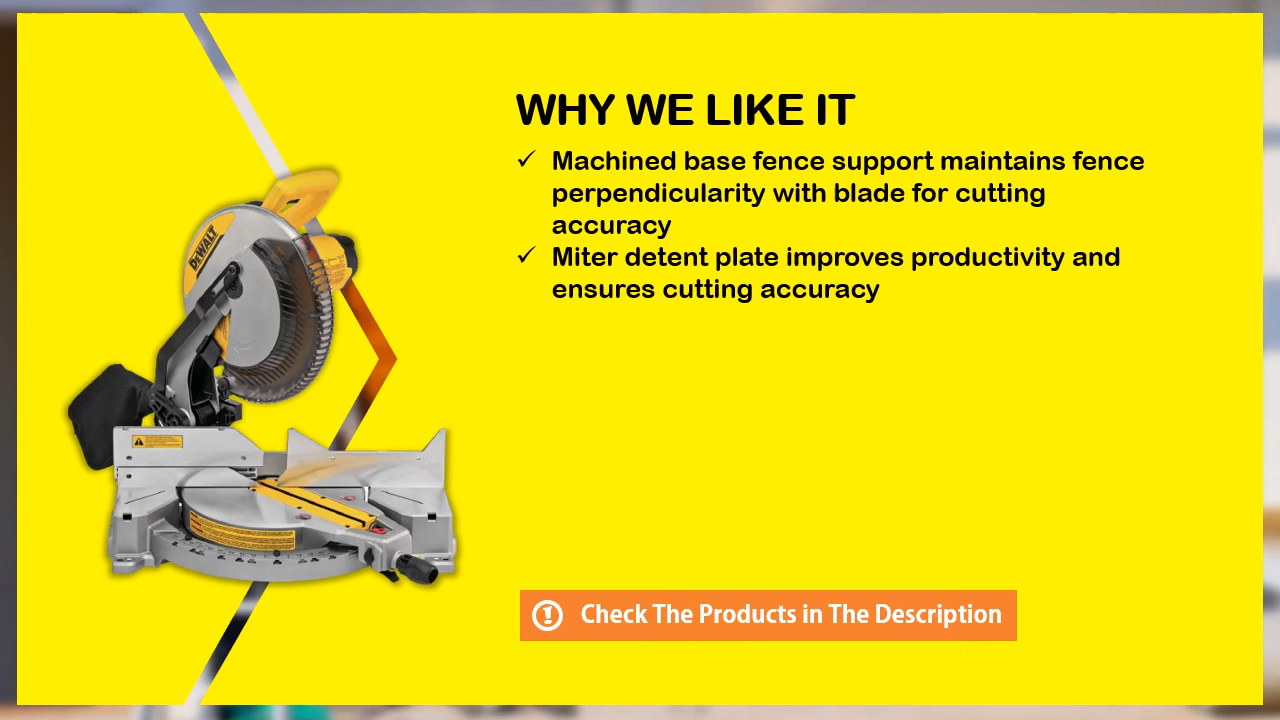 WHY WE LIKE IT
✓ Machined base fence support maintains fence
perpendicularity with blade for cutting
accuracy
✓ Miter detent plate improves productivity and
ensures cutting accuracy
DEWALT
Check The Products in The Description